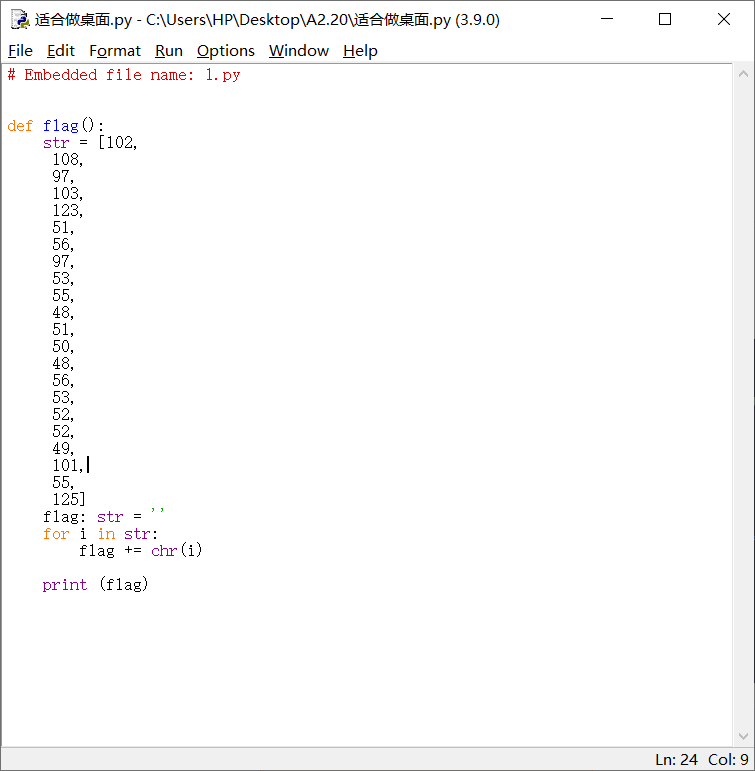 适合做桌面.py - C:\Users\HP\Desktop\A2.20\适合做桌面.py (3.9.0)
File Edit Format Run Options Window Help
# Embedded file name: 1.py
def flag():
    str = [102,
     108,
     97,
     103,
     123,
     51,
     56,
     97,
     53,
     55,
     48,
     51,
     50,
     48,
     56,
     53,
     52,
     52,
     49,
     101,
     55,
     125]
    flag: str = ''
    for i in str:
        flag += chr(i)
    print (flag)
Ln: 24 Col: 9